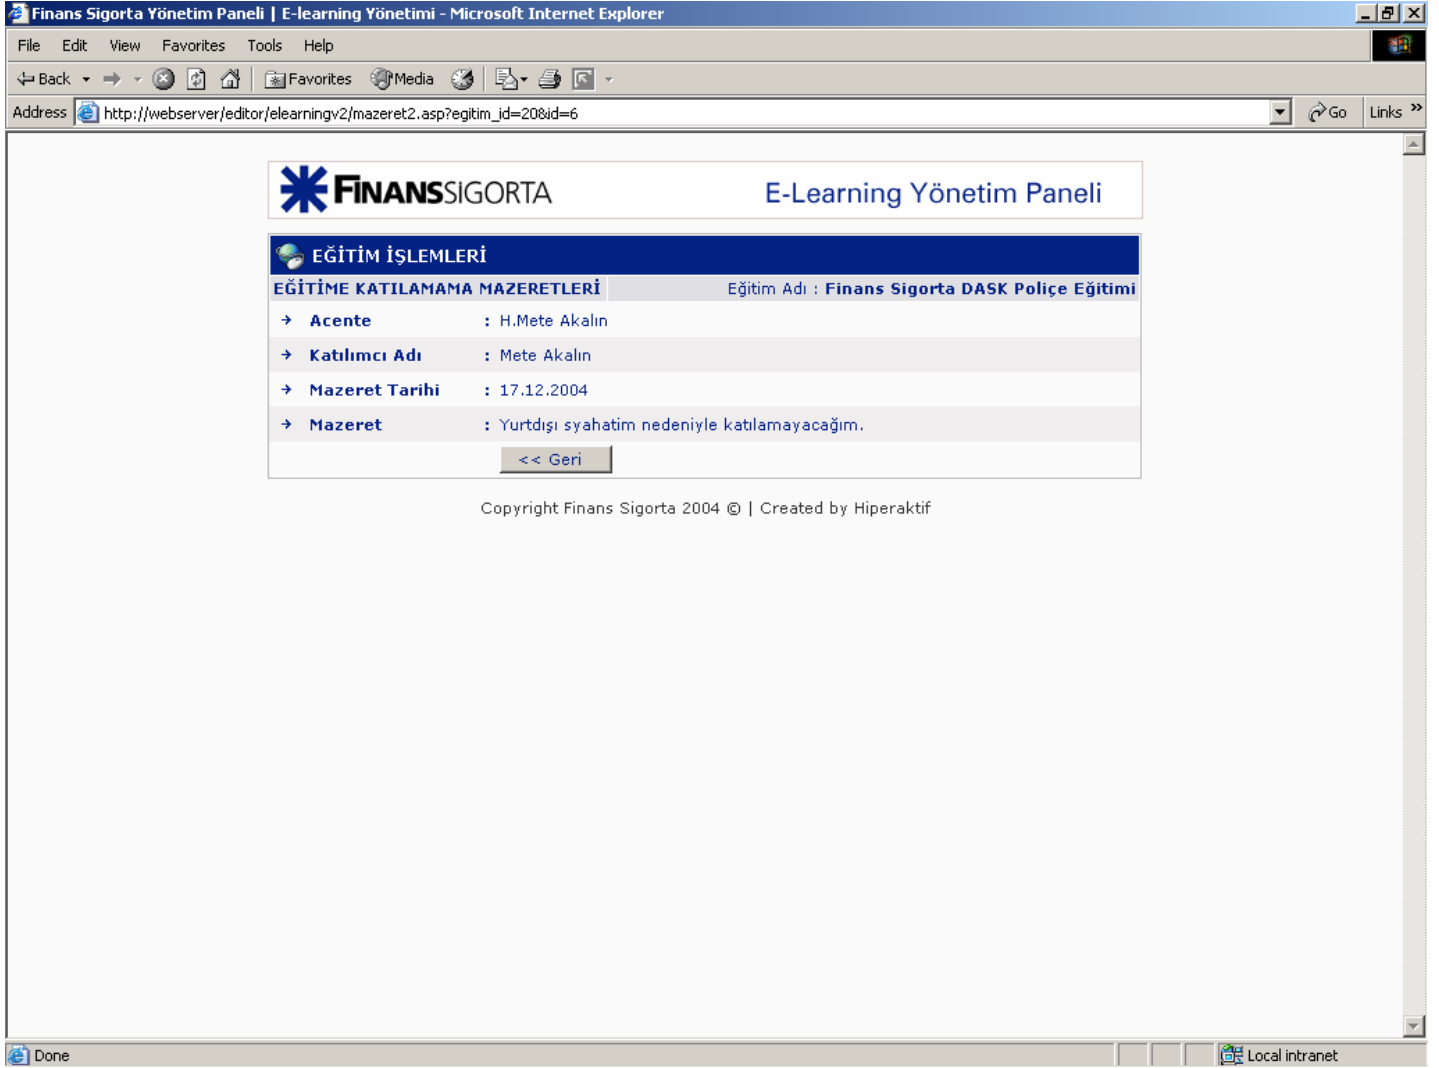 Finans Sigorta Yönetim Paneli | E-learning Yönetimi - Microsoft Internet Explorer
File Edit View Favorites Tools Help
Back Favorites Media
Address http://webserver/editor/elearningv2/mazeret2.asp?egitim_id=20&id=6 Go Links »
FİNANSSİGORTA E-Learning Yönetim Paneli
EĞİTİM İŞLEMLERİ
EĞİTİME KATILAMAMA MAZERETLERİ Eğitim Adı : Finans Sigorta DASK Poliçe Eğitimi
Acente : H.Mete Akalın
Katılımcı Adı : Mete Akalın
Mazeret Tarihi : 17.12.2004
Mazeret : Yurtdışı syahatim nedeniyle katılamayacağım.
<< Geri
Copyright Finans Sigorta 2004 © | Created by Hiperaktif
Done Local intranet